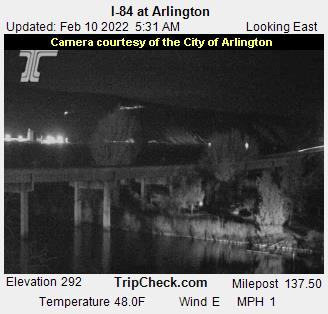 I-84 at Arlington
Updated: Feb 10 2022 5:31 AM Looking East
Camera courtesy of the City of Arlington
Elevation 292 TripCheck.com Milepost 137.50
Temperature 48.0F Wind E MPH 1